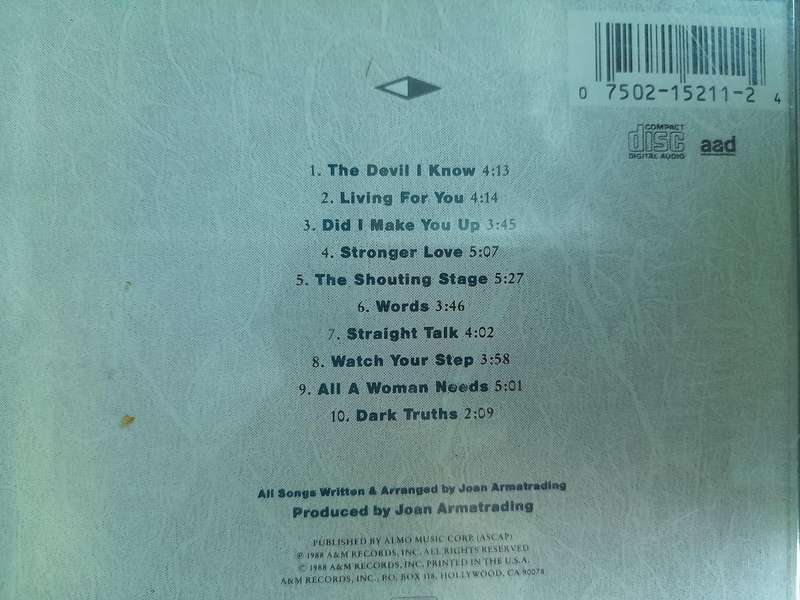 0 7502-15211-2 4
COMPACT
disc
DIGITAL AUDIO
aad
1. The Devil I Know 4:13
2. Living For You 4:14
3. Did I Make You Up 3:45
4. Stronger Love 5:07
5. The Shouting Stage 5:27
6. Words 3:46
7. Straight Talk 4:02
8. Watch Your Step 3:58
9. All A Woman Needs 5:01
10. Dark Truths 2:09
All Songs Written & Arranged by Joan Armatrading
Produced by Joan Armatrading
PUBLISHED BY ALMO MUSIC CORP. (ASCAP)
℗ 1988 A&M RECORDS, INC. ALL RIGHTS RESERVED
© 1988 A&M RECORDS, INC. PRINTED IN THE U.S.A.
A&M RECORDS, INC., P.O. BOX 118, HOLLYWOOD, CA 90078